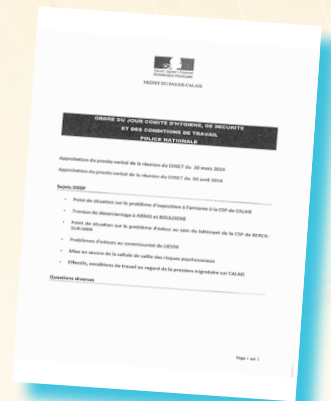 PRÉFET DU PAS-DE-CALAIS
ORDRE DU JOUR COMITE D'HYGIENE, DE SECURITE
ET DES CONDITIONS DE TRAVAIL
POLICE NATIONALE
Approbation du procès-verbal de la réunion du CHSCT du 20 mars 2014
Approbation du procès-verbal de la réunion du CHSCT du 04 avril 2014
Sujets DDSP
- Point de situation sur le problème d'exposition à l'amiante à la CSP de CALAIS
- Travaux de désamiantage à ARRAS et BOULOGNE
- Point de situation sur le problème d'odeur au sein du bâtiment de la CSP de BERCK-
SUR-MER
- Problèmes d'odeurs au commissariat de LIEVIN
- Mise en œuvre de la cellule de veille des risques psychosociaux
- Effectifs, conditions de travail au regard de la pression migratoire sur CALAIS
Questions diverses
Page 1 sur 1